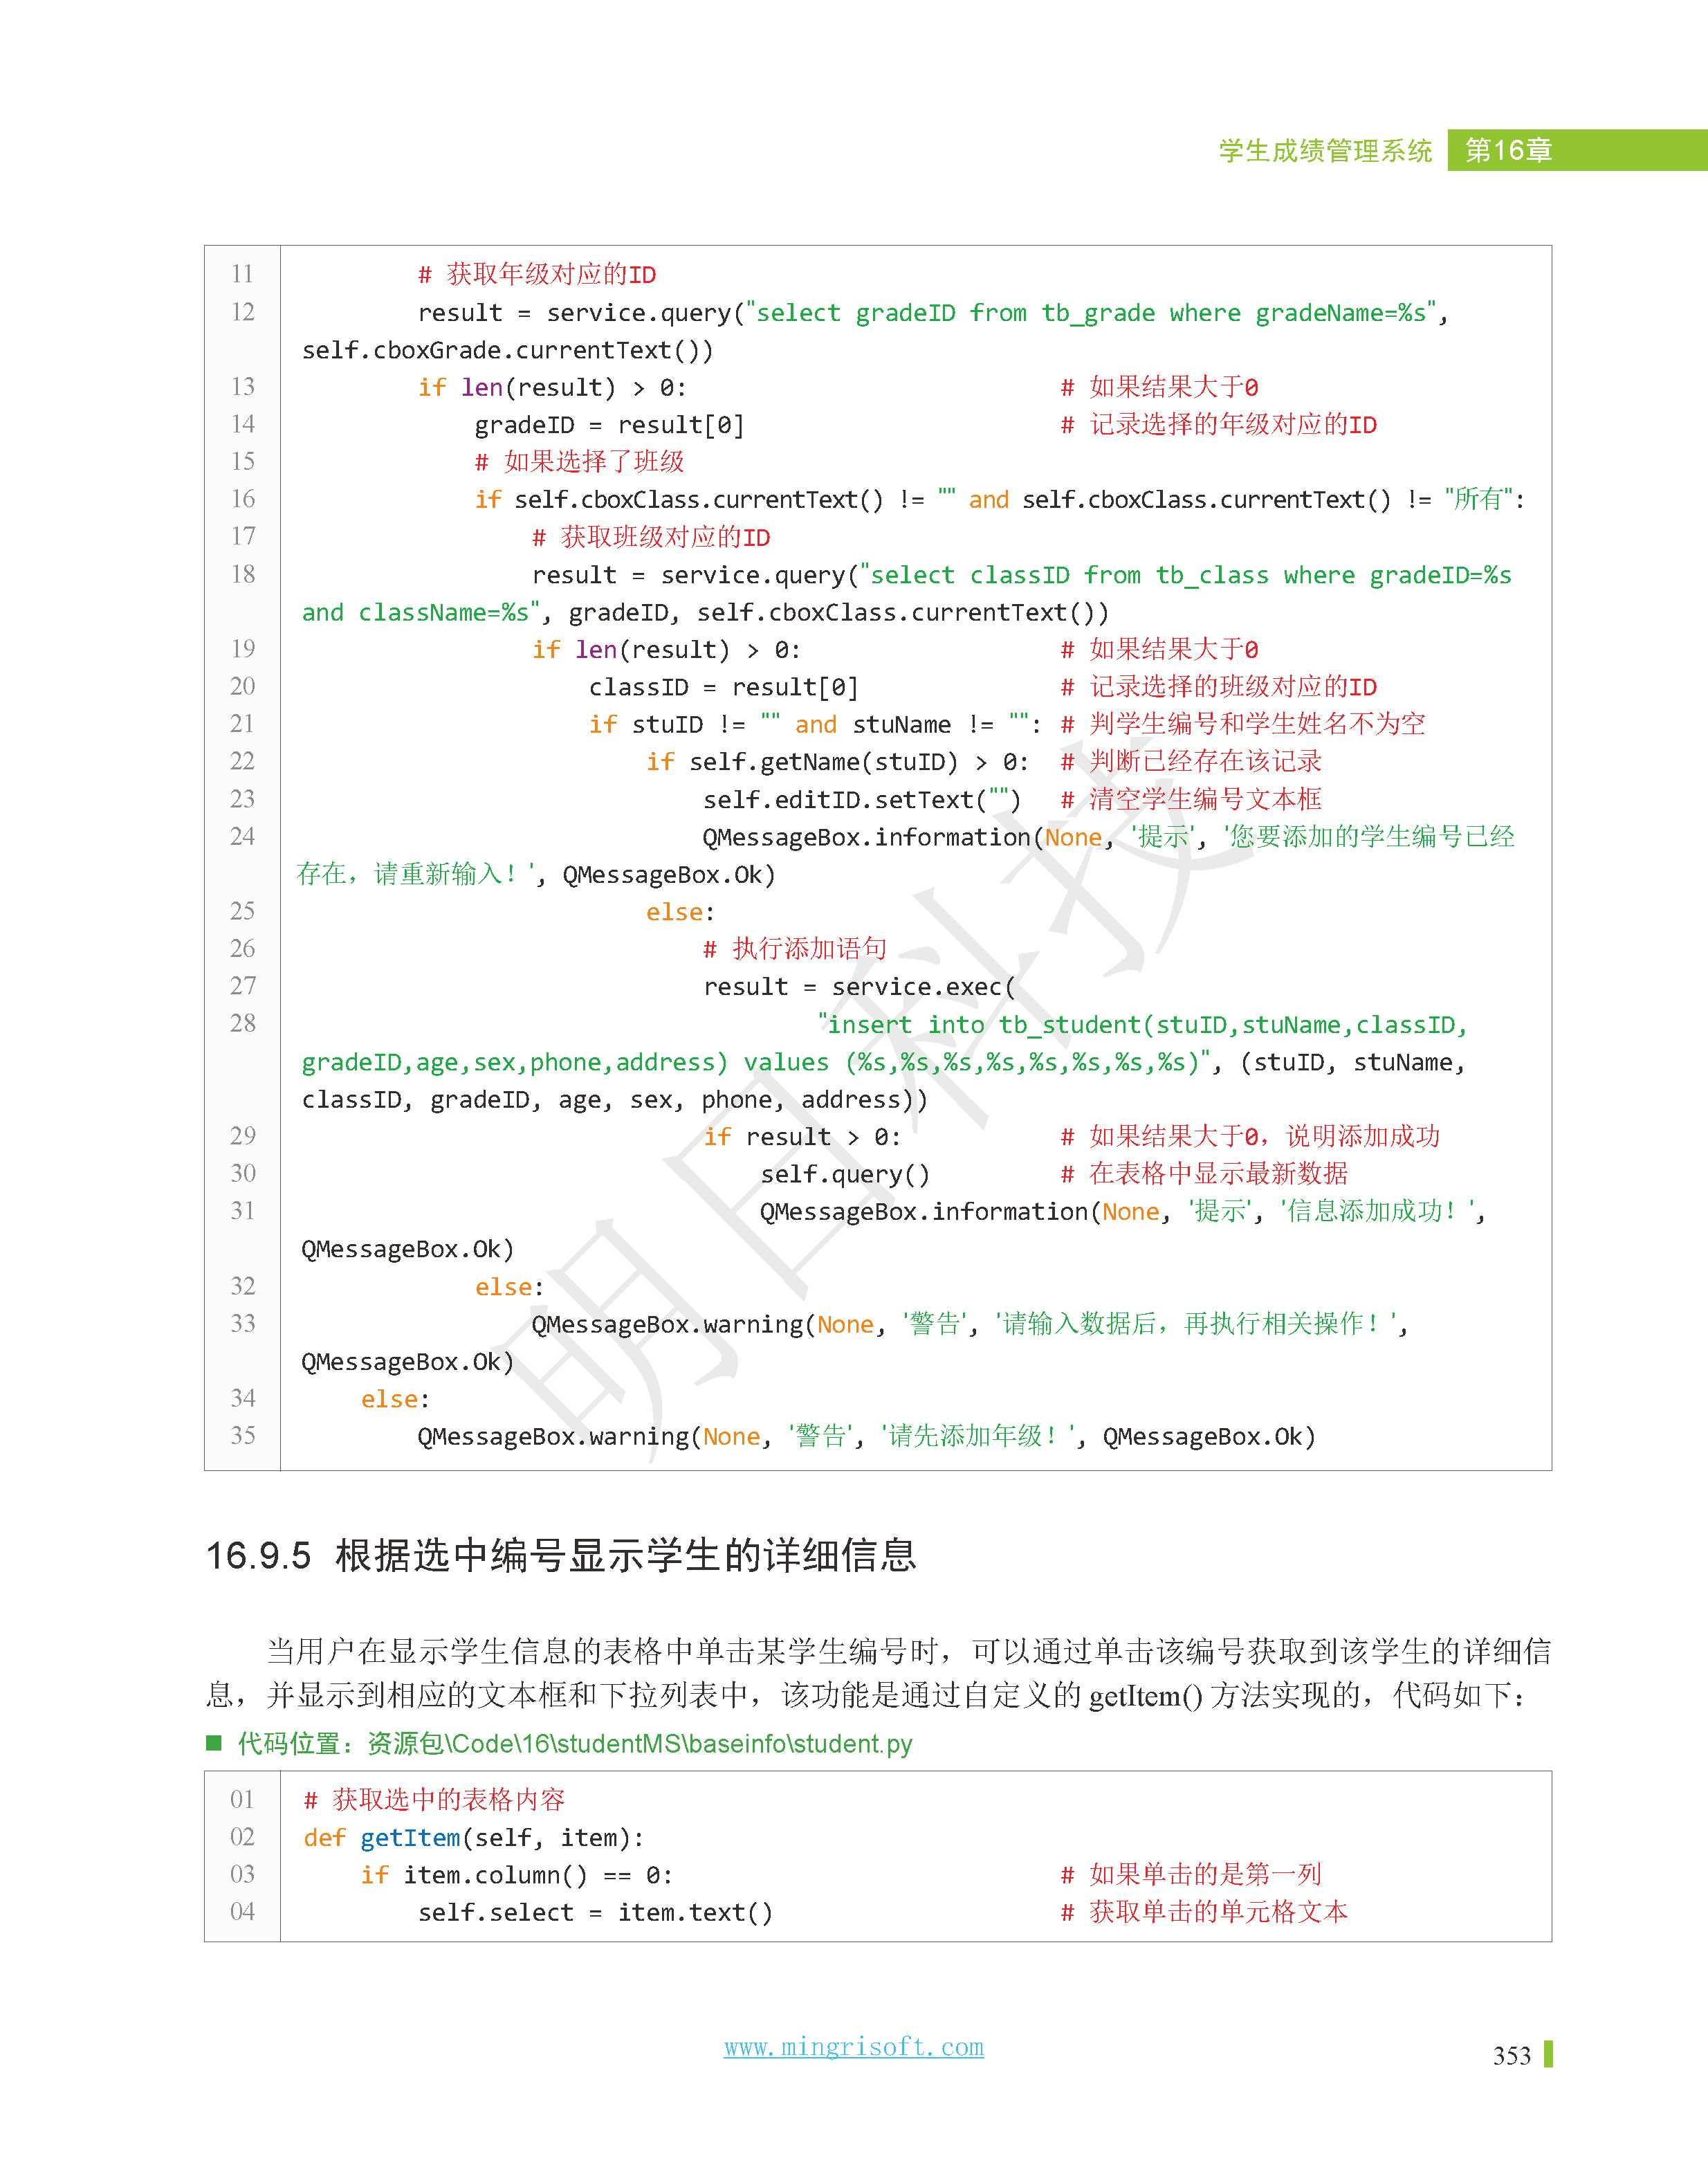 学生成绩管理系统 第16章
11 # 获取年级对应的ID
12 result = service.query("select gradeID from tb_grade where gradeName=%s",
self.cboxGrade.currentText())
13 if len(result) > 0: # 如果结果大于0
14 gradeID = result[0] # 记录选择的年级对应的ID
15 # 如果选择了班级
16 if self.cboxClass.currentText() != "" and self.cboxClass.currentText() != "所有":
17 # 获取班级对应的ID
18 result = service.query("select classID from tb_class where gradeID=%s
and className=%s", gradeID, self.cboxClass.currentText())
19 if len(result) > 0: # 如果结果大于0
20 classID = result[0] # 记录选择的班级对应的ID
21 if stuID != "" and stuName != "": # 判学生编号和学生姓名不为空
22 if self.getName(stuID) > 0: # 判断已经存在该记录
23 self.editID.setText("") # 清空学生编号文本框
24 QMessageBox.information(None, '提示', '您要添加的学生编号已经
存在，请重新输入！', QMessageBox.Ok)
25 else:
26 # 执行添加语句
27 result = service.exec(
28 "insert into tb_student(stuID,stuName,classID,
gradeID,age,sex,phone,address) values (%s,%s,%s,%s,%s,%s,%s,%s)", (stuID, stuName,
classID, gradeID, age, sex, phone, address))
29 if result > 0: # 如果结果大于0，说明添加成功
30 self.query() # 在表格中显示最新数据
31 QMessageBox.information(None, '提示', '信息添加成功！',
QMessageBox.Ok)
32 else:
33 QMessageBox.warning(None, '警告', '请输入数据后，再执行相关操作！',
QMessageBox.Ok)
34 else:
35 QMessageBox.warning(None, '警告', '请先添加年级！', QMessageBox.Ok)
明日科技
16.9.5 根据选中编号显示学生的详细信息
当用户在显示学生信息的表格中单击某学生编号时，可以通过单击该编号获取到该学生的详细信
息，并显示到相应的文本框和下拉列表中，该功能是通过自定义的 getItem() 方法实现的，代码如下：
■ 代码位置：资源包\Code\16\studentMS\baseinfo\student.py
01 # 获取选中的表格内容
02 def getItem(self, item):
03 if item.column() == 0: # 如果单击的是第一列
04 self.select = item.text() # 获取单击的单元格文本
www.mingrisoft.com
353